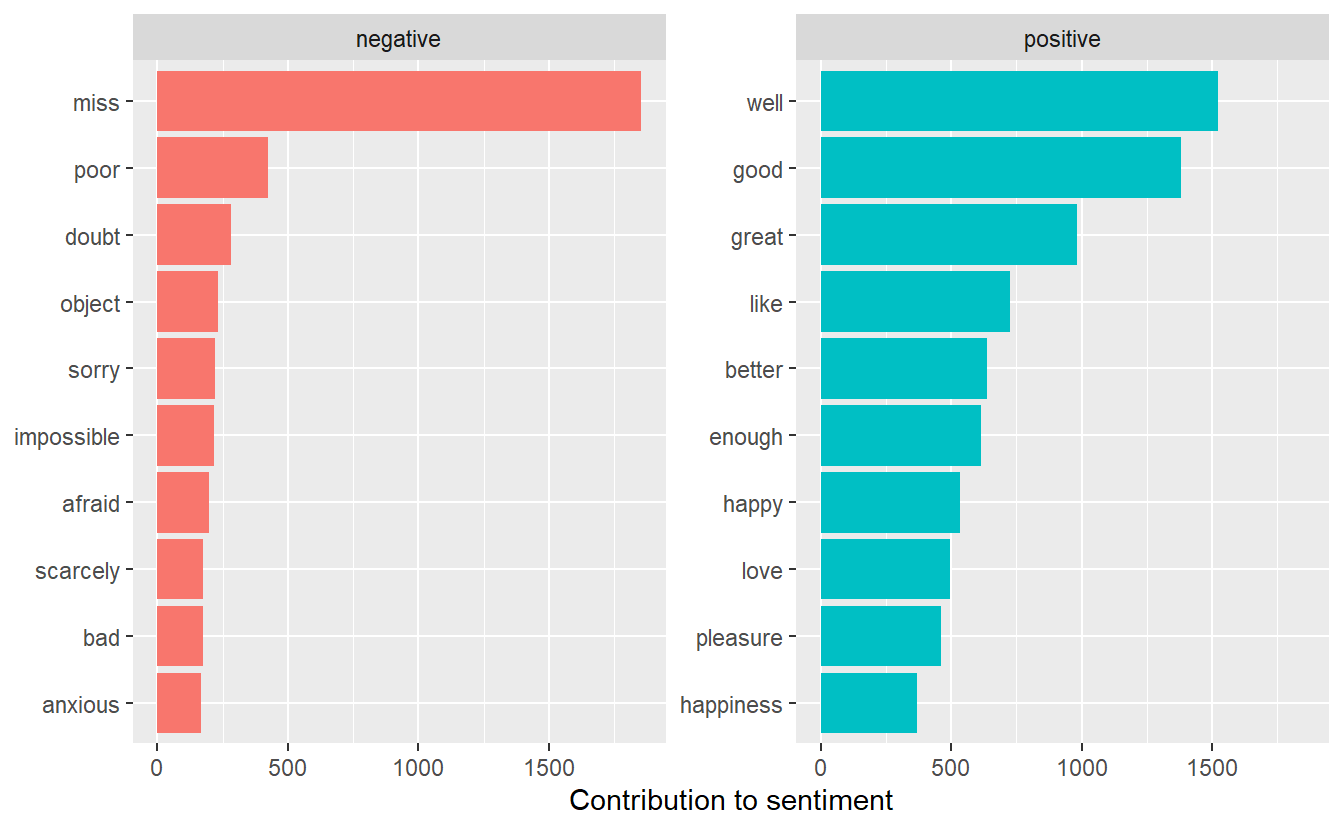 negative
miss
poor
doubt
object
sorry
impossible
afraid
scarcely
bad
anxious
0 500 1000 1500
positive
well
good
great
like
better
enough
happy
love
pleasure
happiness
0 500 1000 1500
Contribution to sentiment